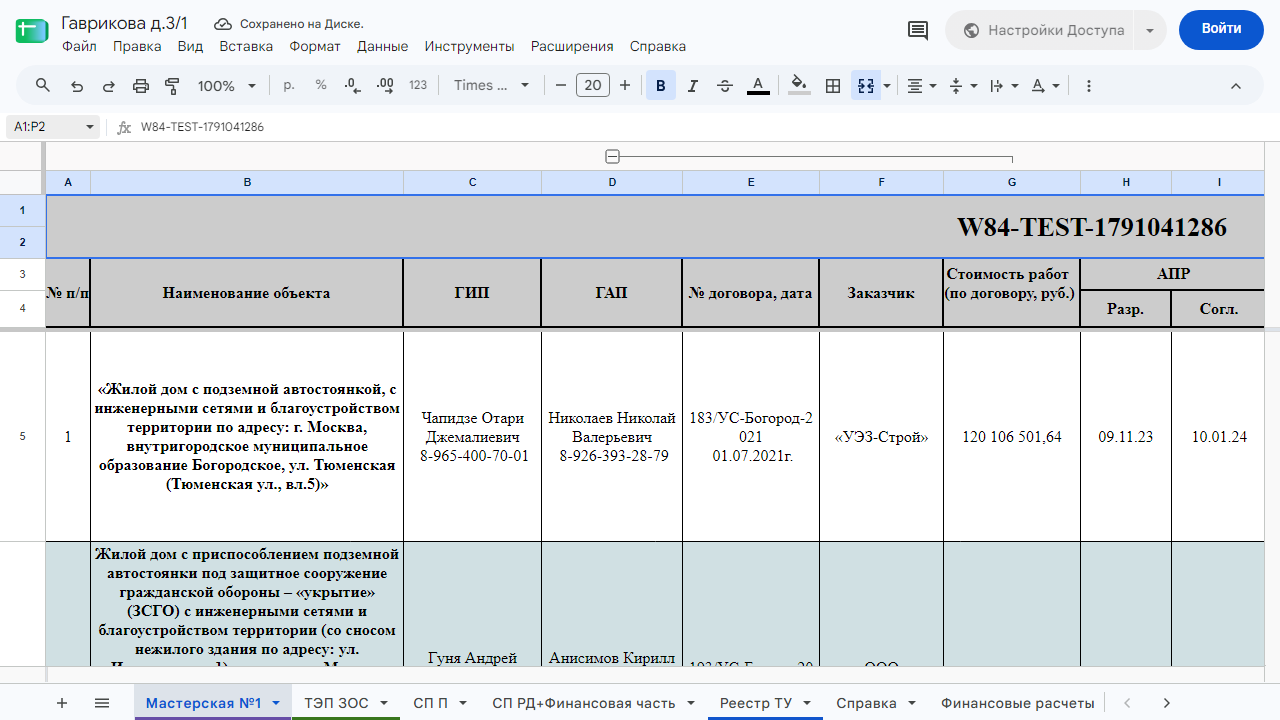 Гаврикова д.3/1
Сохранено на Диске.
Файл Правка Вид Вставка Формат Данные Инструменты Расширения Справка
Настройки Доступа
Войти
100% р. % .0 .00 123 Times ... 20 B I A
A1:P2
fx W84-TEST-1791041286
A B C D E F G H I
1
2
W84-TEST-1791041286
3
4
№ п/п
Наименование объекта
ГИП
ГАП
№ договора, дата
Заказчик
Стоимость работ
(по договору, руб.)
АПР
Разр.
Согл.
5
1
«Жилой дом с подземной автостоянкой, с
инженерными сетями и благоустройством
территории по адресу: г. Москва,
внутригородское муниципальное
образование Богородское, ул. Тюменская
(Тюменская ул., вл.5)»
Чапидзе Отари
Джемалиевич
8-965-400-70-01
Николаев Николай
Валерьевич
8-926-393-28-79
183/УС-Богород-2
021
01.07.2021г.
«УЭЗ-Строй»
120 106 501,64
09.11.23
10.01.24
Жилой дом с приспособлением подземной
автостоянки под защитное сооружение
гражданской обороны – «укрытие»
(ЗСГО) с инженерными сетями и
благоустройством территории (со сносом
нежилого здания по адресу: ул.
Гуня Андрей
Анисимов Кирилл
Мастерская №1
ТЭП ЗОС
СП П
СП РД+Финансовая часть
Реестр ТУ
Справка
Финансовые расчеты